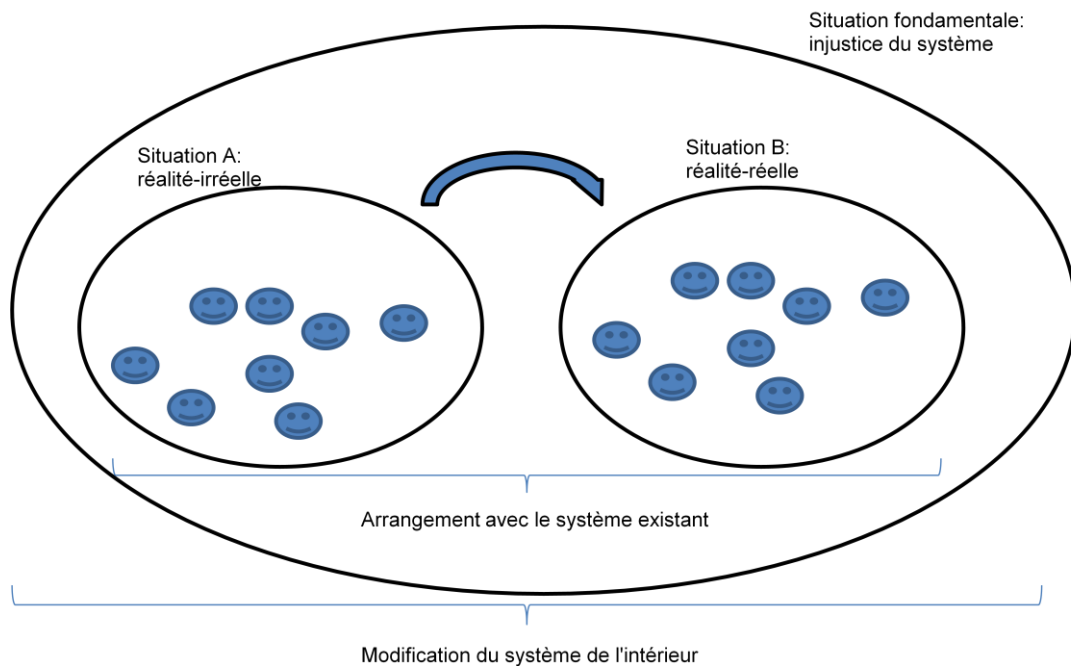 Situation fondamentale:
injustice du système
Situation A:
réalité-irréelle
Situation B:
réalité-réelle
Arrangement avec le système existant
Modification du système de l'intérieur